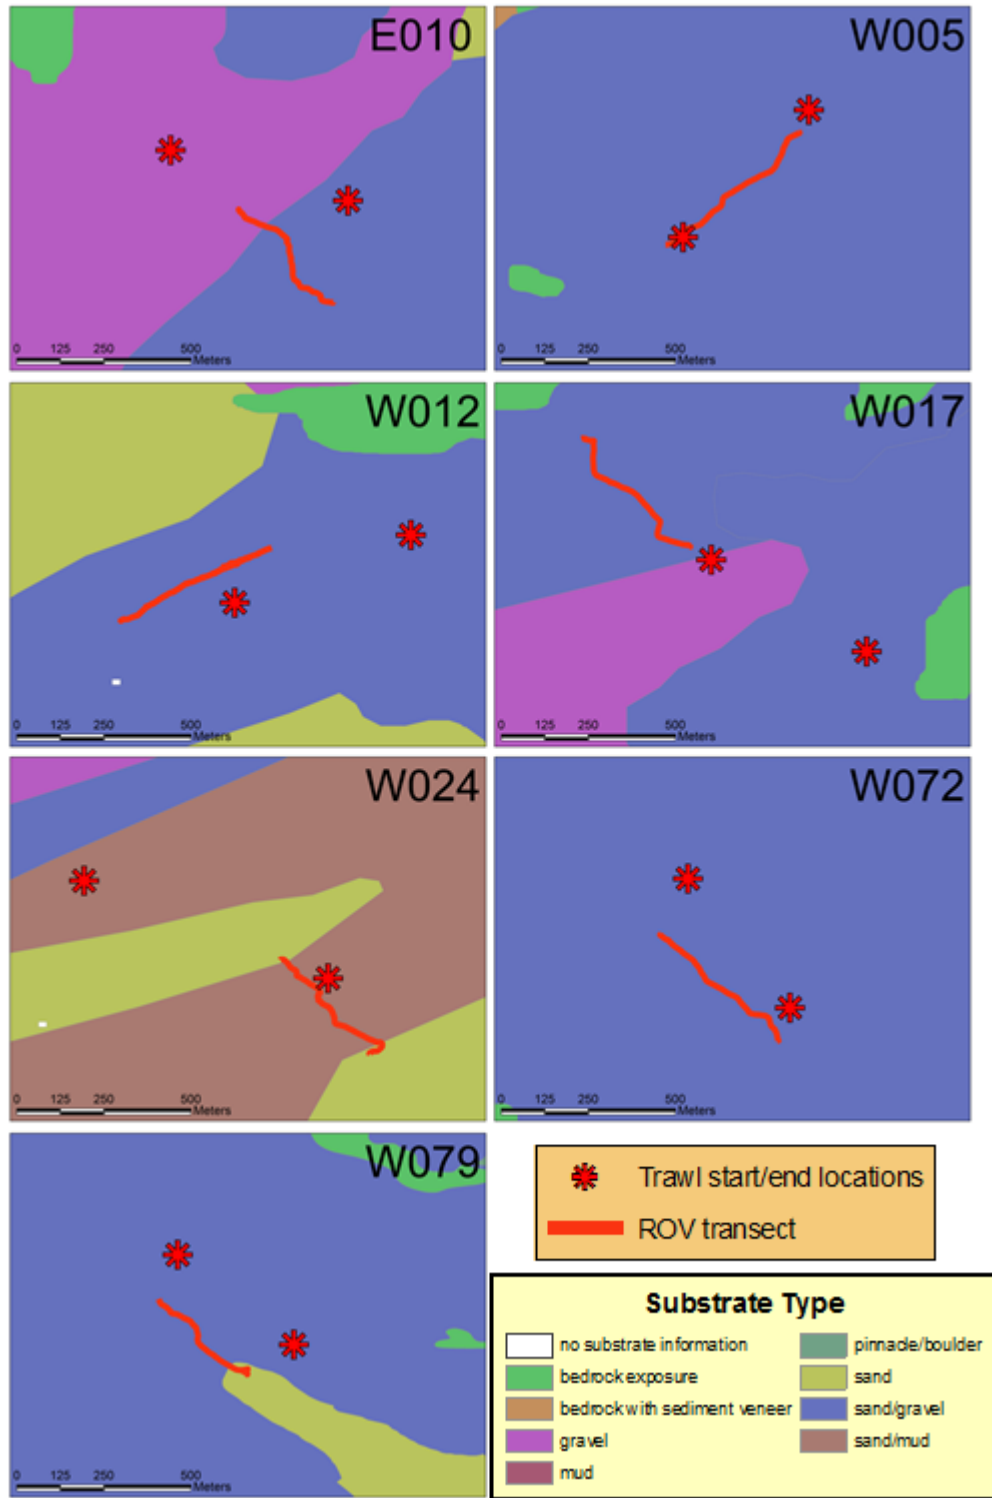 E010
0 125 250 500
Meters
W005
0 125 250 500
Meters
W012
0 125 250 500
Meters
W017
0 125 250 500
Meters
W024
0 125 250 500
Meters
W072
0 125 250 500
Meters
W079
0 125 250 500
Meters
Trawl start/end locations
ROV transect
Substrate Type
no substrate information
bedrock exposure
bedrock with sediment veneer
gravel
mud
pinnacle/boulder
sand
sand/gravel
sand/mud